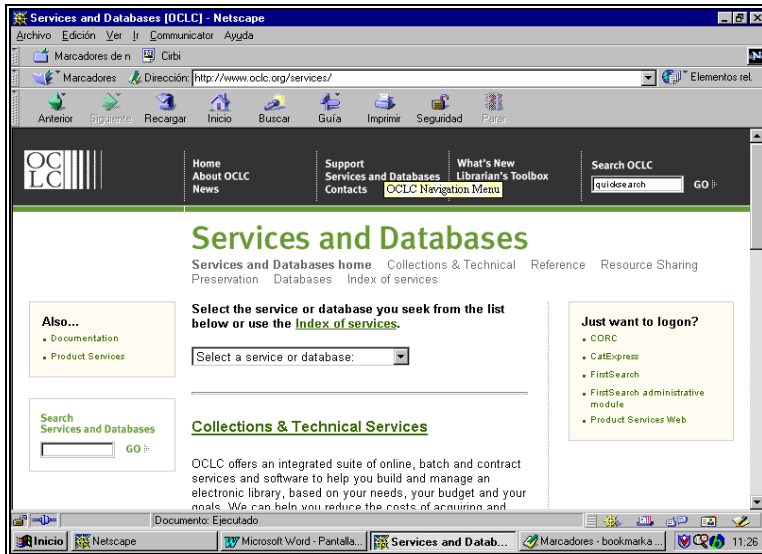 Services and Databases [OCLC] - Netscape
Archivo Edición Ver Ir Communicator Ayuda
Marcadores de n Cirbi
Marcadores Dirección: http://www.oclc.org/services/ Elementos rel.
Anterior Siguiente Recargar Inicio Buscar Guía Imprimir Seguridad Parar
OC
LC
Home
About OCLC
News
Support
Services and Databases
Contacts
OCLC Navigation Menu
What's New
Librarian's Toolbox
Search OCLC
quicksearch GO
Services and Databases
Services and Databases home Collections & Technical Reference Resource Sharing
Preservation Databases Index of services
Also...
Documentation
Product Services
Search
Services and Databases
GO
Select the service or database you seek from the list
below or use the Index of services.
Select a service or database:
Collections & Technical Services
OCLC offers an integrated suite of online, batch and contract
services and software to help you build and manage an
electronic library, based on your needs, your budget and your
goals. We can help you reduce the costs of acquiring and
Just want to logon?
CORC
CatExpress
FirstSearch
FirstSearch administrative
module
Product Services Web
Documento: Ejecutado
Inicio Netscape Microsoft Word - Pantalla... Services and Datab... Marcadores - bookmarka ... 11:26